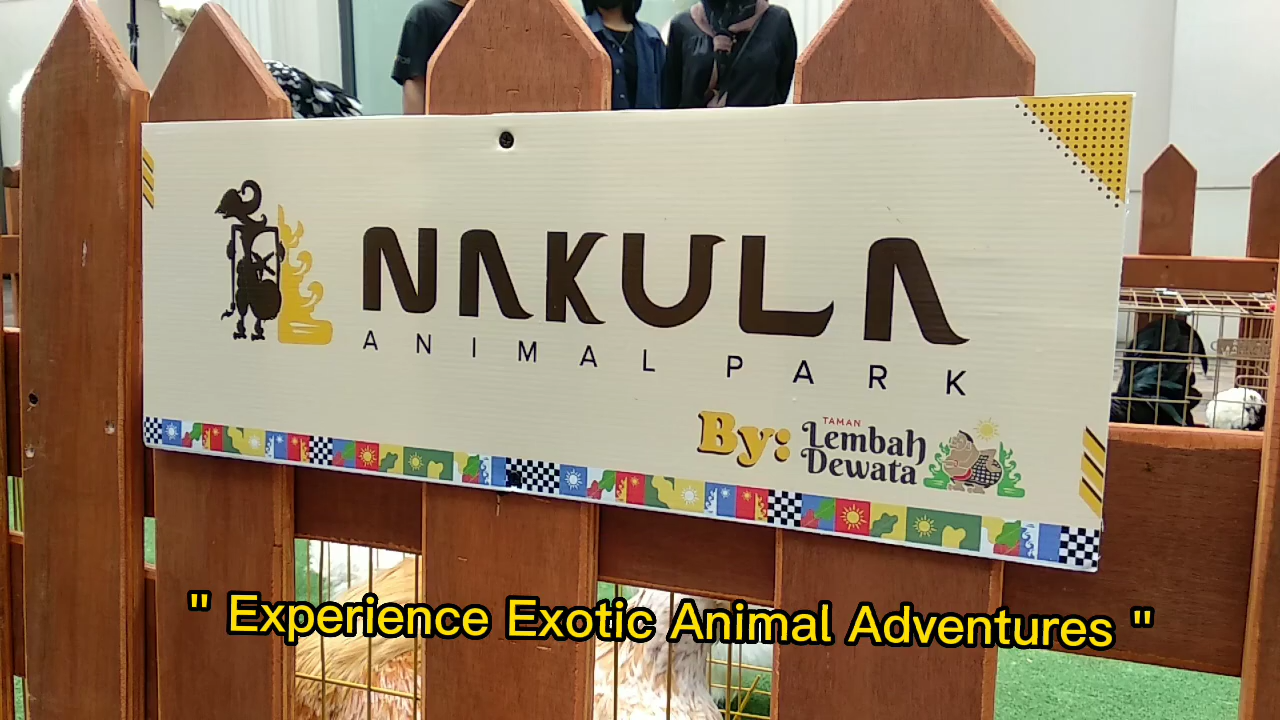 NAKULA
ANIMAL PARK
By: TAMAN Lembah Dewata
" Experience Exotic Animal Adventures "